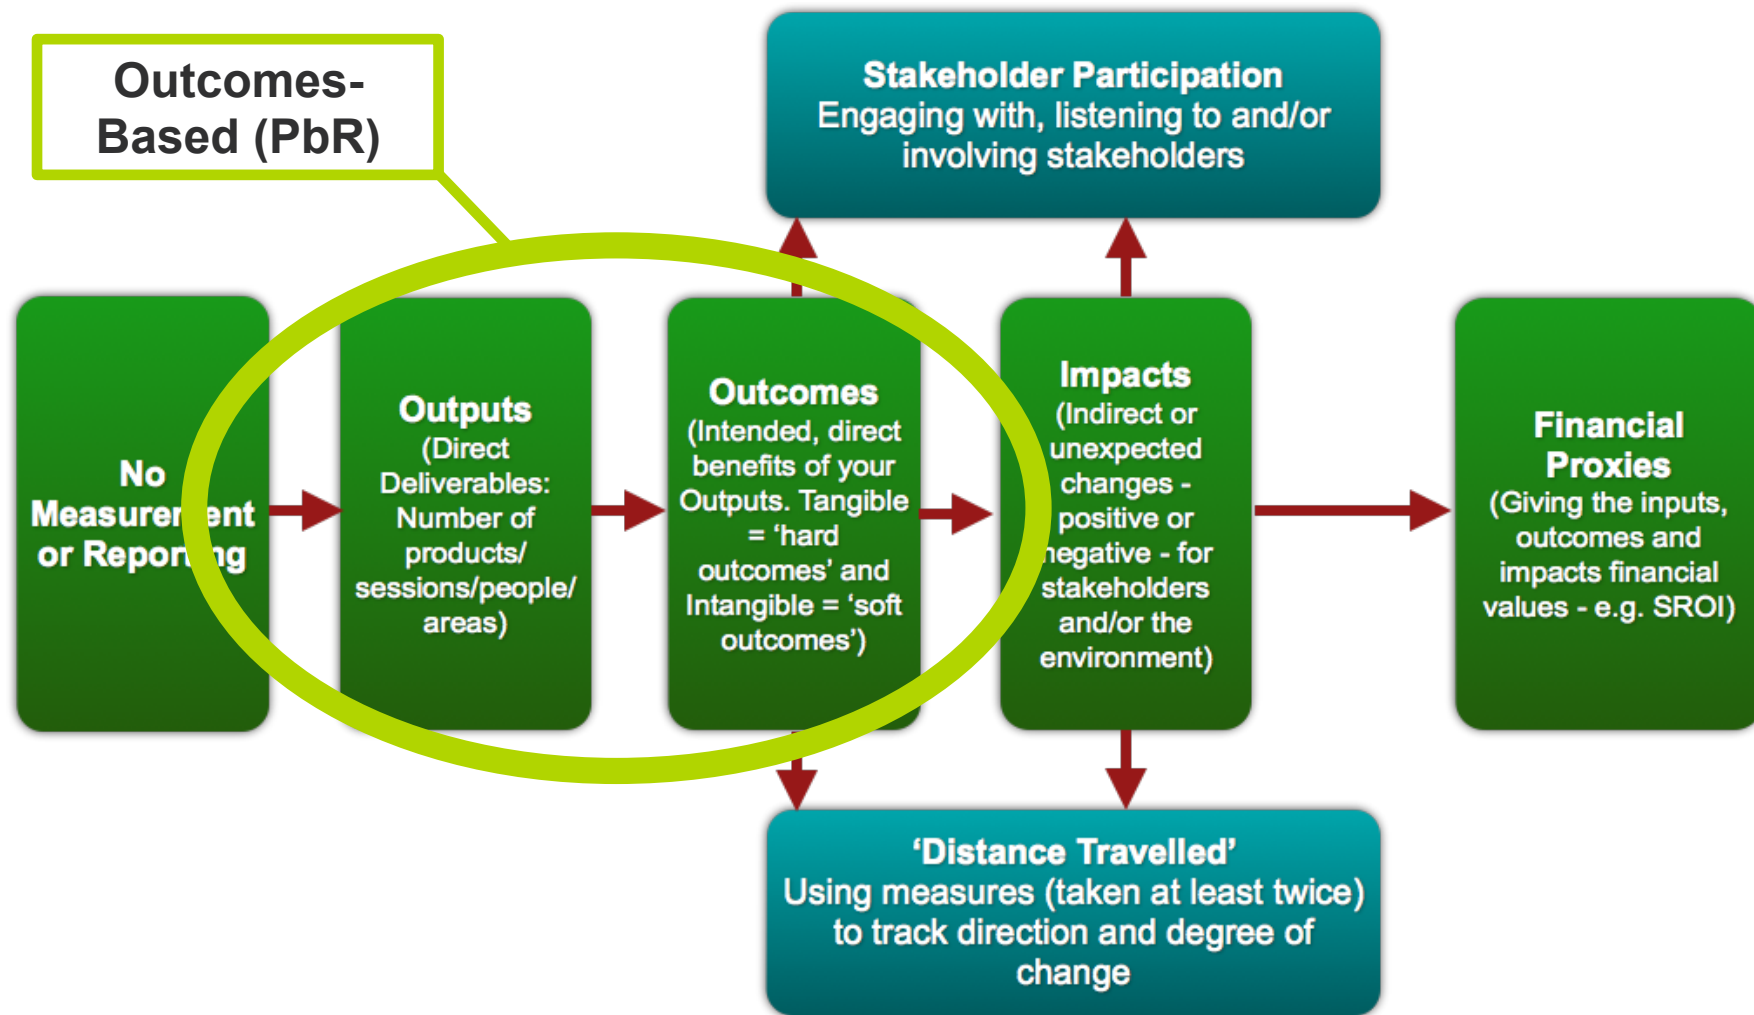 Outcomes-
Based (PbR)
Stakeholder Participation
Engaging with, listening to and/or
involving stakeholders
No
Measurement
or Reporting
Outputs
(Direct
Deliverables:
Number of
products/
sessions/people/
areas)
Outcomes
(Intended, direct
benefits of your
Outputs. Tangible
= ‘hard
outcomes’ and
Intangible = ‘soft
outcomes’)
Impacts
(Indirect or
unexpected
changes -
positive or
negative - for
stakeholders
and/or the
environment)
Financial
Proxies
(Giving the inputs,
outcomes and
impacts financial
values - e.g. SROI)
‘Distance Travelled’
Using measures (taken at least twice)
to track direction and degree of
change